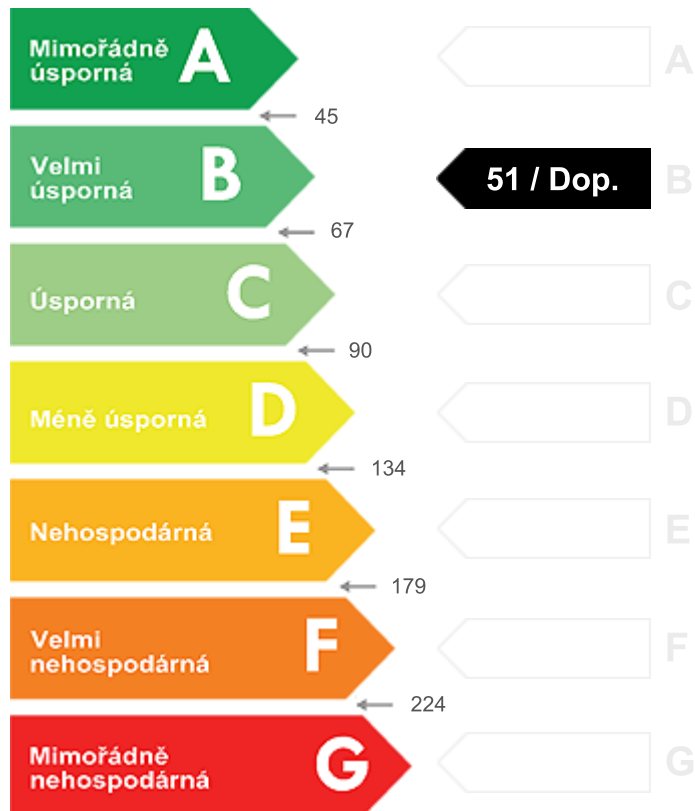 Mimořádně
úsporná
A
A
45
Velmi
úsporná
B
51 / Dop.
B
67
Úsporná
C
C
90
Méně úsporná
D
D
134
Nehospodárná
E
E
179
Velmi
nehospodárná
F
F
224
Mimořádně
nehospodárná
G
G